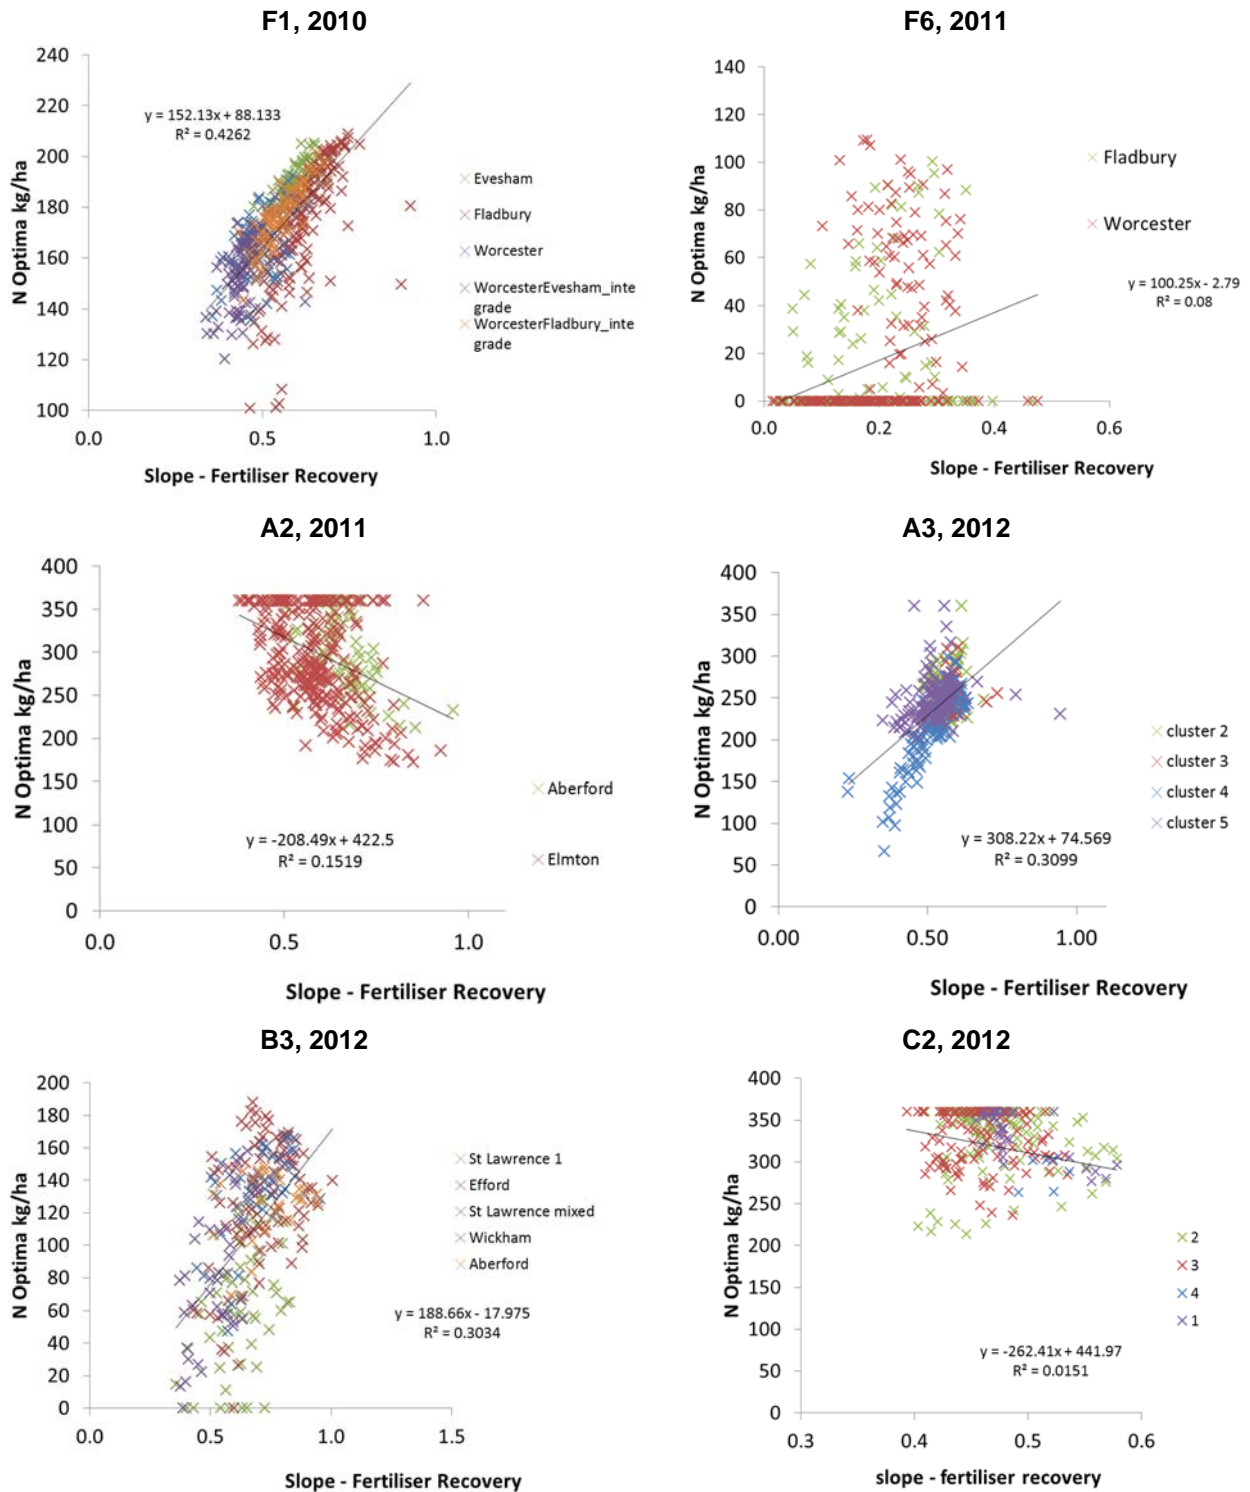 F1, 2010
240
220
200
180
160
140
120
100
0.0
0.5
1.0
N Optima kg/ha
y = 152.13x + 88.133
R² = 0.4262
Evesham
Fladbury
Worcester
WorcesterEvesham_inte
grade
WorcesterFladbury_inte
grade
Slope - Fertiliser Recovery
F6, 2011
140
120
100
80
60
40
20
0
0.0
0.2
0.4
0.6
N Optima kg/ha
Fladbury
Worcester
y = 100.25x - 2.79
R² = 0.08
Slope - Fertiliser Recovery
A2, 2011
400
350
300
250
200
150
100
50
0
0.0
0.5
1.0
N Optima kg/ha
Aberford
Elmton
y = -208.49x + 422.5
R² = 0.1519
Slope - Fertiliser Recovery
A3, 2012
400
350
300
250
200
150
100
50
0
0.00
0.50
1.00
N Optima kg/ha
cluster 2
cluster 3
cluster 4
cluster 5
y = 308.22x + 74.569
R² = 0.3099
Slope - Fertiliser Recovery
B3, 2012
200
180
160
140
120
100
80
60
40
20
0
0.0
0.5
1.0
1.5
N Optima kg/ha
St Lawrence 1
Efford
St Lawrence mixed
Wickham
Aberford
y = 188.66x - 17.975
R² = 0.3034
Slope - Fertiliser Recovery
C2, 2012
400
350
300
250
200
150
100
50
0
0.3
0.4
0.5
0.6
N Optima kg/ha
2
3
4
1
y = -262.41x + 441.97
R² = 0.0151
slope - fertiliser recovery